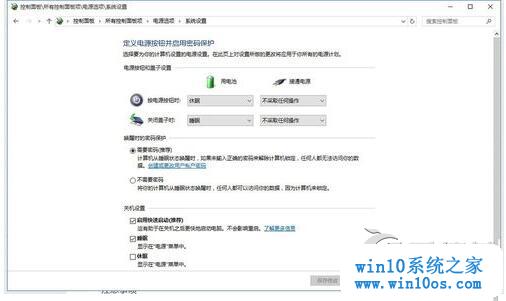 控制面板\所有控制面板项\电源选项\系统设置
控制面板 › 所有控制面板项 › 电源选项 › 系统设置
搜索控制面板
定义电源按钮并启用密码保护
选择要为你的计算机设置的电源设置。在此页上对设置所做的更改将应用于你的所有电源计划。
电源按钮和盖子设置
用电池 接通电源
按电源按钮时: 休眠 不采取任何操作
关闭盖子时: 睡眠 不采取任何操作
唤醒时的密码保护
需要密码(推荐)
计算机从睡眠状态唤醒时，如果未输入正确的密码来解除计算机锁定，任何人都无法访问你的数
据。创建或更改用户帐户密码
不需要密码
将你的计算机从睡眠状态唤醒时，任何人都可以访问你的数据，因为计算机未锁定。
关机设置
启用快速启动(推荐)
这有助于在关机之后更快地启动电脑。不会影响重启。了解更多信息
睡眠
显示在"电源"菜单中。
休眠
显示在"电源"菜单中。
保存修改
win10系统之家
www.win10os.com